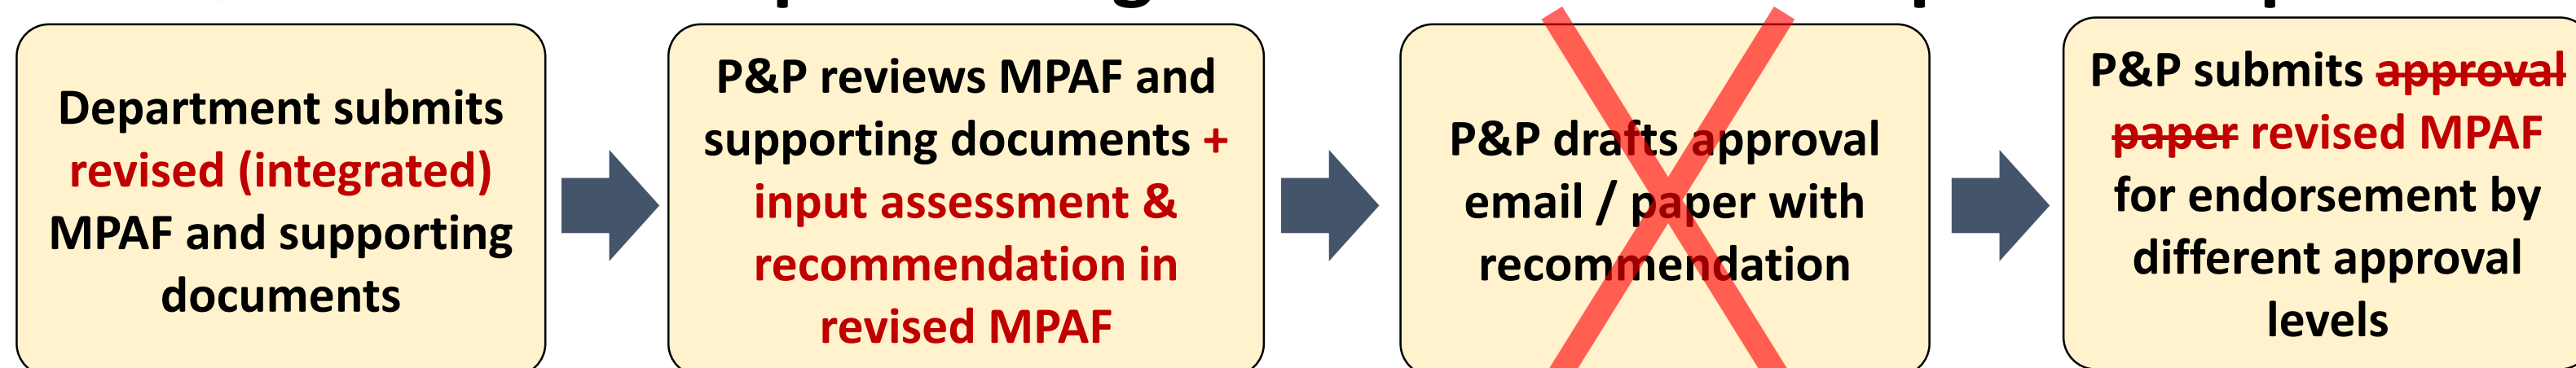 Department submits
revised (integrated)
MPAF and supporting
documents
P&P reviews MPAF and
supporting documents +
input assessment &
recommendation in
revised MPAF
P&P drafts approval
email / paper with
recommendation
P&P submits approval
paper revised MPAF
for endorsement by
different approval
levels